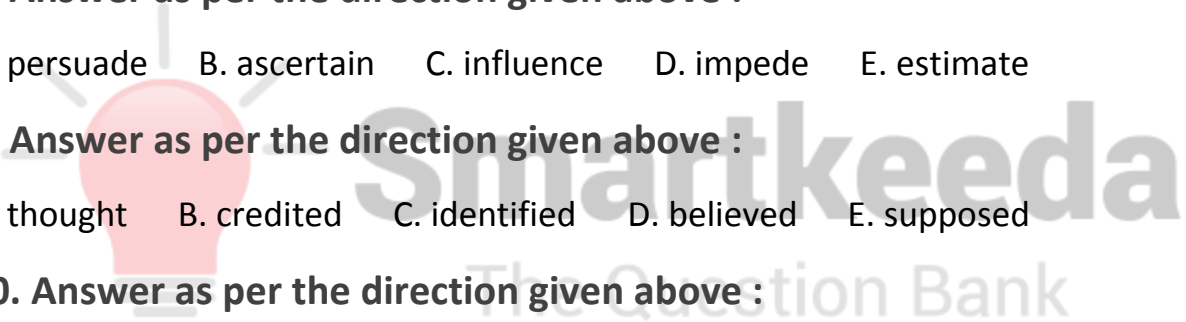 Answer as per the direction given above :
persuade B. ascertain C. influence D. impede E. estimate
Answer as per the direction given above :
thought B. credited C. identified D. believed E. supposed
0. Answer as per the direction given above :
Smartkeeda
The Question Bank